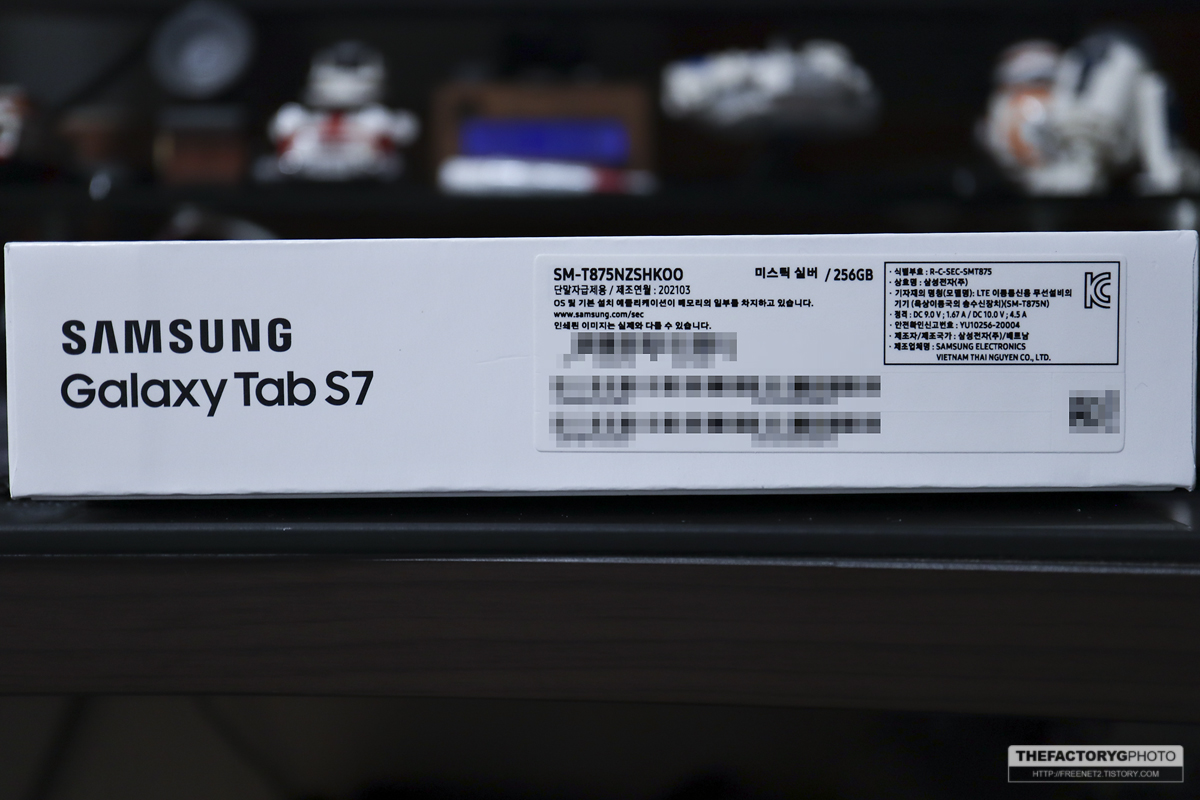 SAMSUNG
Galaxy Tab S7
SM-T875NZSHKOO 미스틱 실버 / 256GB
단말자급제용 / 제조연월 : 202103
OS 및 기본 설치 애플리케이션이 메모리의 일부를 차지하고 있습니다.
www.samsung.com/sec
인쇄된 이미지는 실제와 다를 수 있습니다.
· 식별부호 : R-C-SEC-SMT875
· 상호명 : 삼성전자(주)
· 기자재의 명칭(모델명): LTE 이동통신용 무선설비의
기기 (육상이동국의 송수신장치)(SM-T875N)
· 정격 : DC 9.0 V ; 1.67 A / DC 10.0 V ; 4.5 A
· 안전확인신고번호 : YU10256-20004
· 제조자/제조국가 : 삼성전자(주)/베트남
· 제조업체명 : SAMSUNG ELECTRONICS
VIETNAM THAI NGUYEN CO., LTD.
THEFACTORYGPHOTO
HTTP://FREENET2.TISTORY.COM